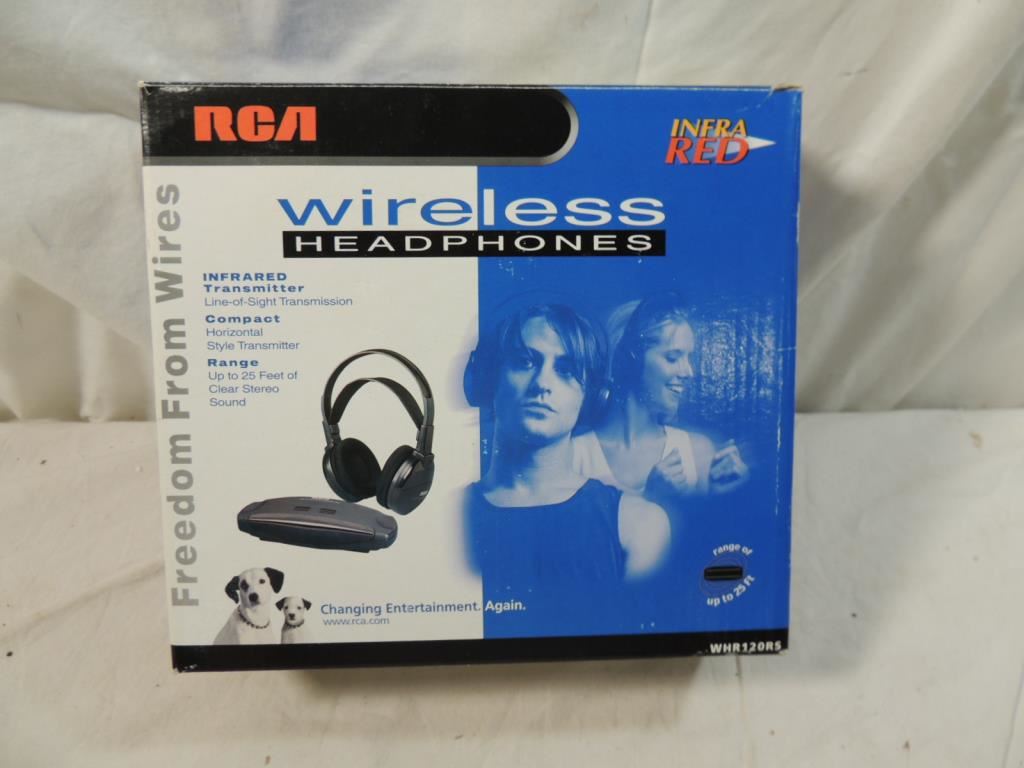 RCA
INFRA
RED
wireless
HEADPHONES
Freedom From Wires
INFRARED
Transmitter
Line-of-Sight Transmission
Compact
Horizontal
Style Transmitter
Range
Up to 25 Feet of
Clear Stereo
Sound
range of
up to 25 Ft
Changing Entertainment. Again.
www.rca.com
WHR120RS